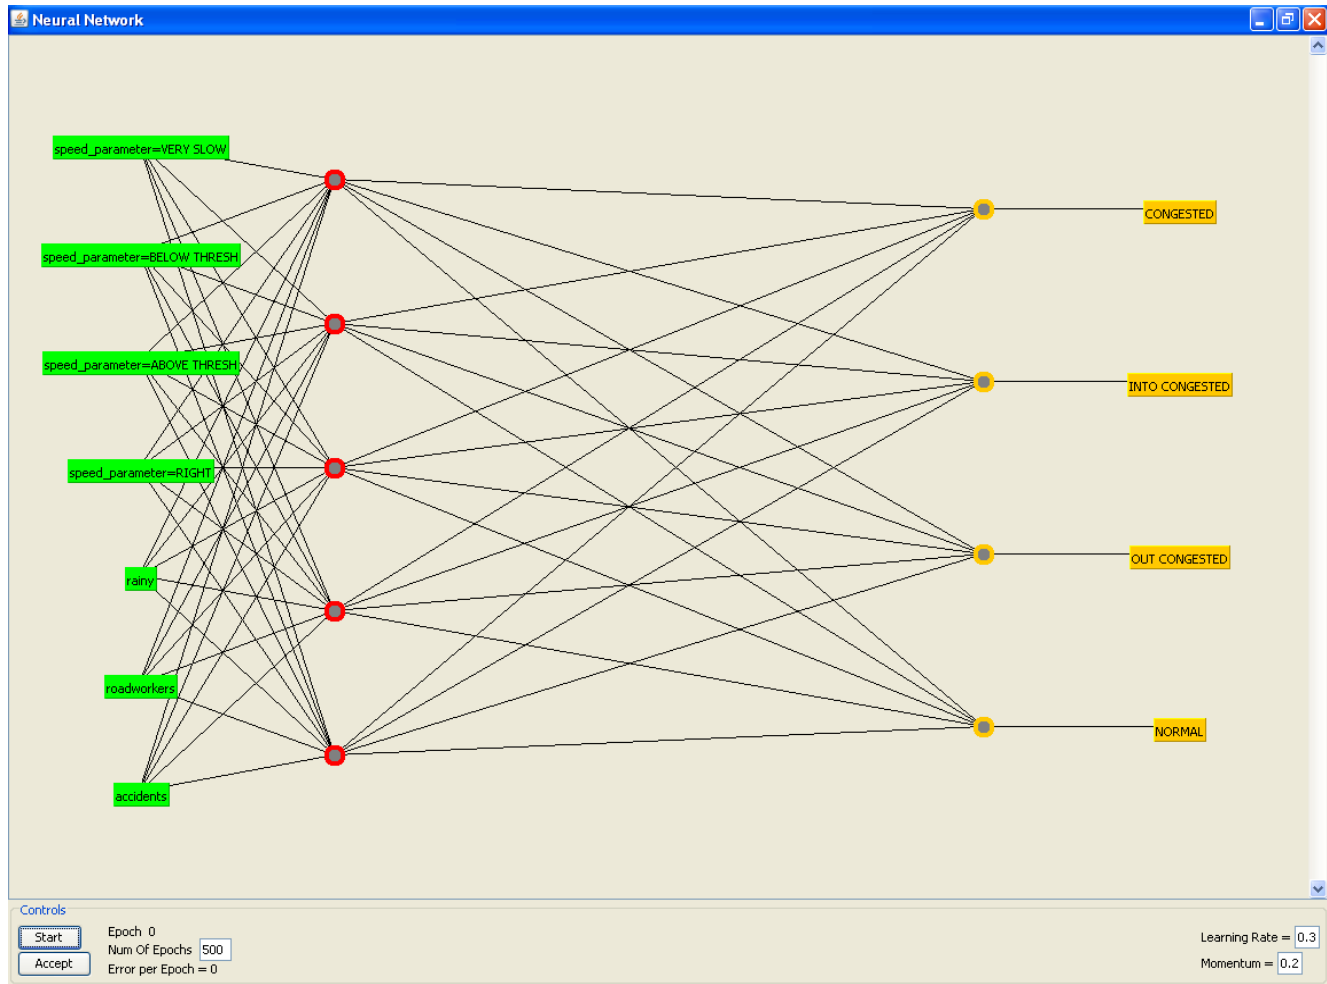 Neural Network
speed_parameter=VERY SLOW
speed_parameter=BELOW THRESH
speed_parameter=ABOVE THRESH
speed_parameter=RIGHT
rainy
roadworkers
accidents
CONGESTED
INTO CONGESTED
OUT CONGESTED
NORMAL
Controls
Start
Accept
Epoch 0
Num Of Epochs 500
Error per Epoch = 0
Learning Rate = 0.3
Momentum = 0.2